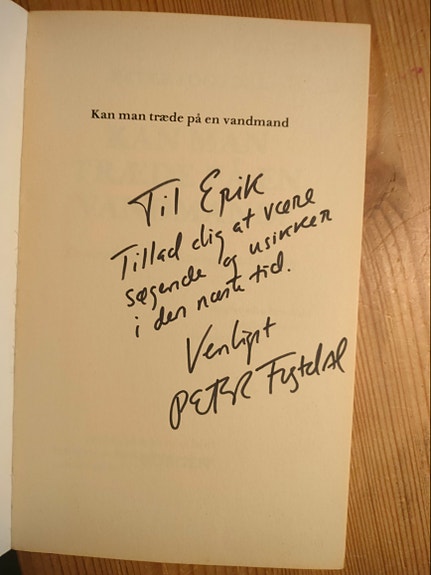 Kan man træde på en vandmand
Til Erik
Tillad dig at være
søgende og usikker
i den næste tid.
Venligst
PETER Fugtdal